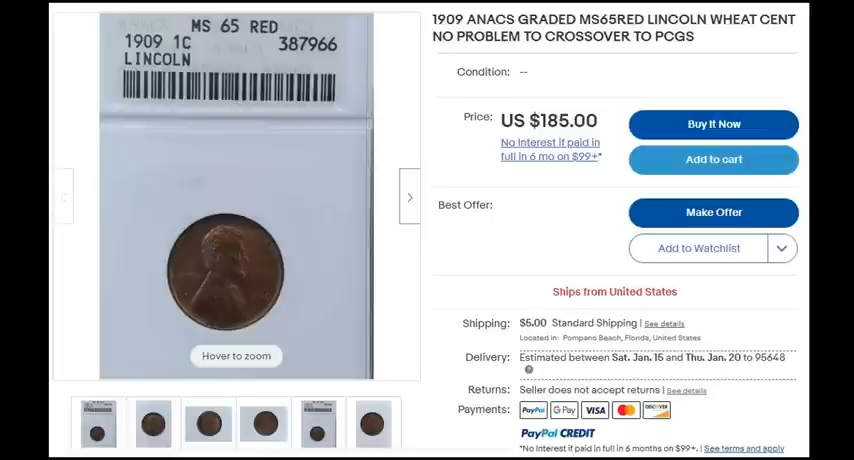 MS 65 RED
1909 1C
387966
LINCOLN
Hover to zoom
1909 ANACS GRADED MS65RED LINCOLN WHEAT CENT
NO PROBLEM TO CROSSOVER TO PCGS
Condition: --
Price: US $185.00
No Interest if paid in
full in 6 mo on $99+*
Buy It Now
Add to cart
Best Offer:
Make Offer
Add to Watchlist
Ships from United States
Shipping: $5.00 Standard Shipping | See details
Located in: Pompano Beach, Florida, United States
Delivery: Estimated between Sat. Jan. 15 and Thu. Jan. 20 to 95648
Returns: Seller does not accept returns | See details
Payments: PayPal G Pay VISA MasterCard DISCOVER
PayPal CREDIT
*No Interest if paid in full in 6 months on $99+. | See terms and apply